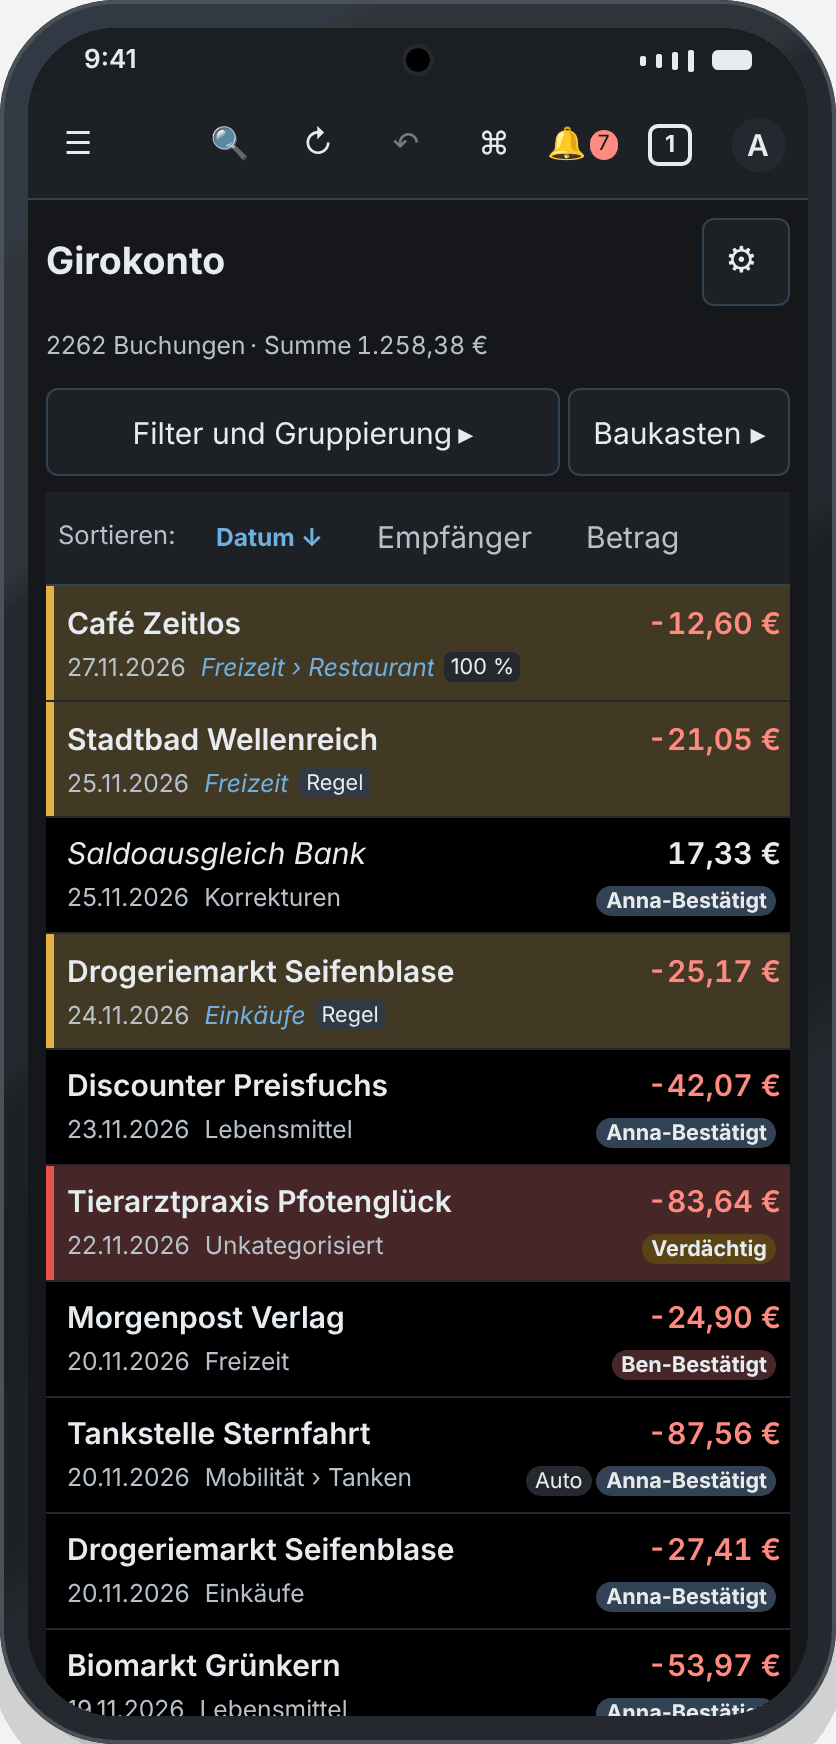 9:41
7
1
A
Girokonto
2262 Buchungen · Summe 1.258,38 €
Filter und Gruppierung ▸
Baukasten ▸
Sortieren: Datum ↓ Empfänger Betrag
Café Zeitlos -12,60 €
27.11.2026 Freizeit › Restaurant 100 %
Stadtbad Wellenreich -21,05 €
25.11.2026 Freizeit Regel
Saldoausgleich Bank 17,33 €
25.11.2026 Korrekturen Anna-Bestätigt
Drogeriemarkt Seifenblase -25,17 €
24.11.2026 Einkäufe Regel
Discounter Preisfuchs -42,07 €
23.11.2026 Lebensmittel Anna-Bestätigt
Tierarztpraxis Pfotenglück -83,64 €
22.11.2026 Unkategorisiert Verdächtig
Morgenpost Verlag -24,90 €
20.11.2026 Freizeit Ben-Bestätigt
Tankstelle Sternfahrt -87,56 €
20.11.2026 Mobilität › Tanken Auto Anna-Bestätigt
Drogeriemarkt Seifenblase -27,41 €
20.11.2026 Einkäufe Anna-Bestätigt
Biomarkt Grünkern -53,97 €
19.11.2026 Lebensmittel Anna-Bestätigt